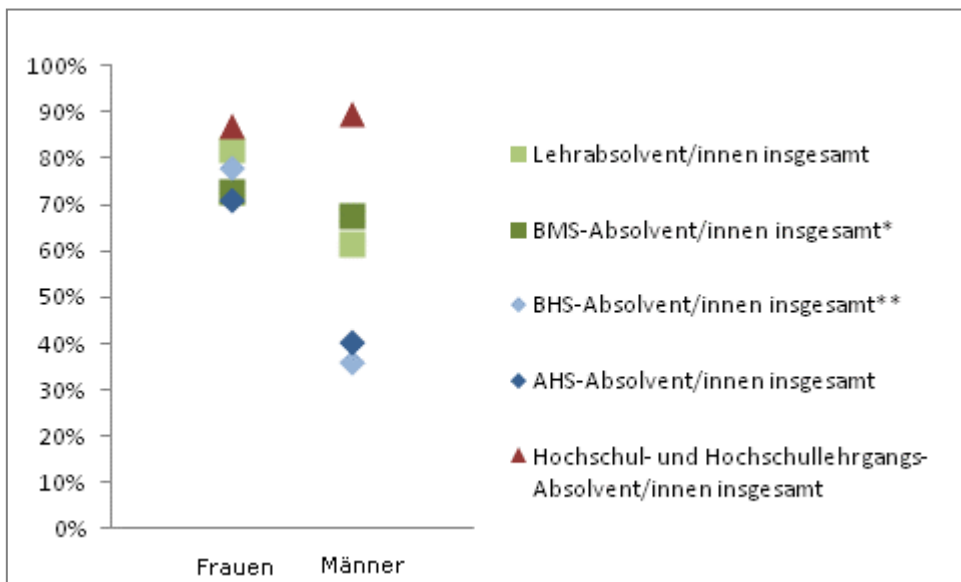 100%
90%
80%
70%
60%
50%
40%
30%
20%
10%
0%
Frauen
Männer
Lehrabsolvent/innen insgesamt
BMS-Absolvent/innen insgesamt*
BHS-Absolvent/innen insgesamt**
AHS-Absolvent/innen insgesamt
Hochschul- und Hochschullehrgangs-
Absolvent/innen insgesamt